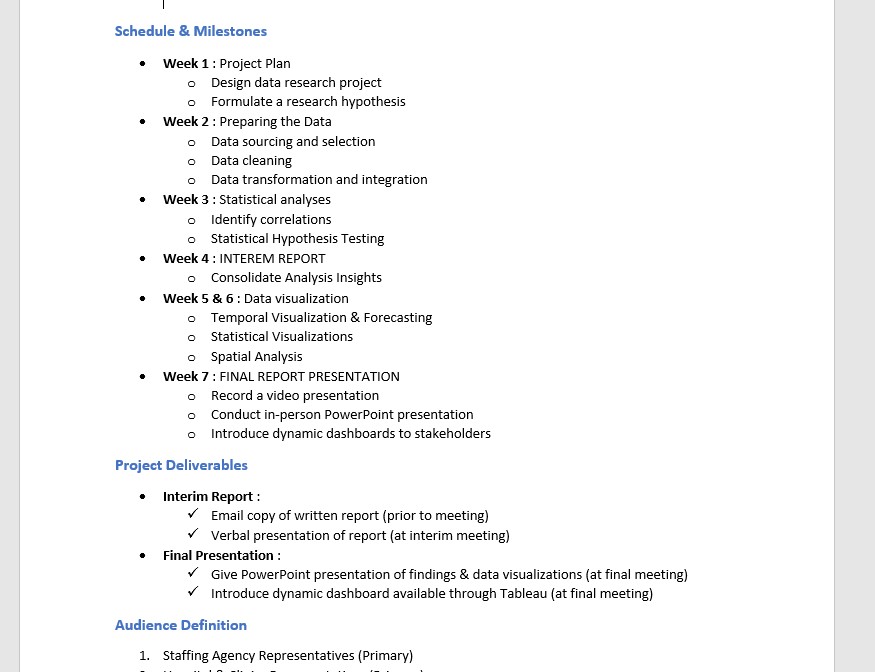 Schedule & Milestones
• Week 1 : Project Plan
o Design data research project
o Formulate a research hypothesis
• Week 2 : Preparing the Data
o Data sourcing and selection
o Data cleaning
o Data transformation and integration
• Week 3 : Statistical analyses
o Identify correlations
o Statistical Hypothesis Testing
• Week 4 : INTEREM REPORT
o Consolidate Analysis Insights
• Week 5 & 6 : Data visualization
o Temporal Visualization & Forecasting
o Statistical Visualizations
o Spatial Analysis
• Week 7 : FINAL REPORT PRESENTATION
o Record a video presentation
o Conduct in-person PowerPoint presentation
o Introduce dynamic dashboards to stakeholders
Project Deliverables
• Interim Report :
✓ Email copy of written report (prior to meeting)
✓ Verbal presentation of report (at interim meeting)
• Final Presentation :
✓ Give PowerPoint presentation of findings & data visualizations (at final meeting)
✓ Introduce dynamic dashboard available through Tableau (at final meeting)
Audience Definition
1. Staffing Agency Representatives (Primary)